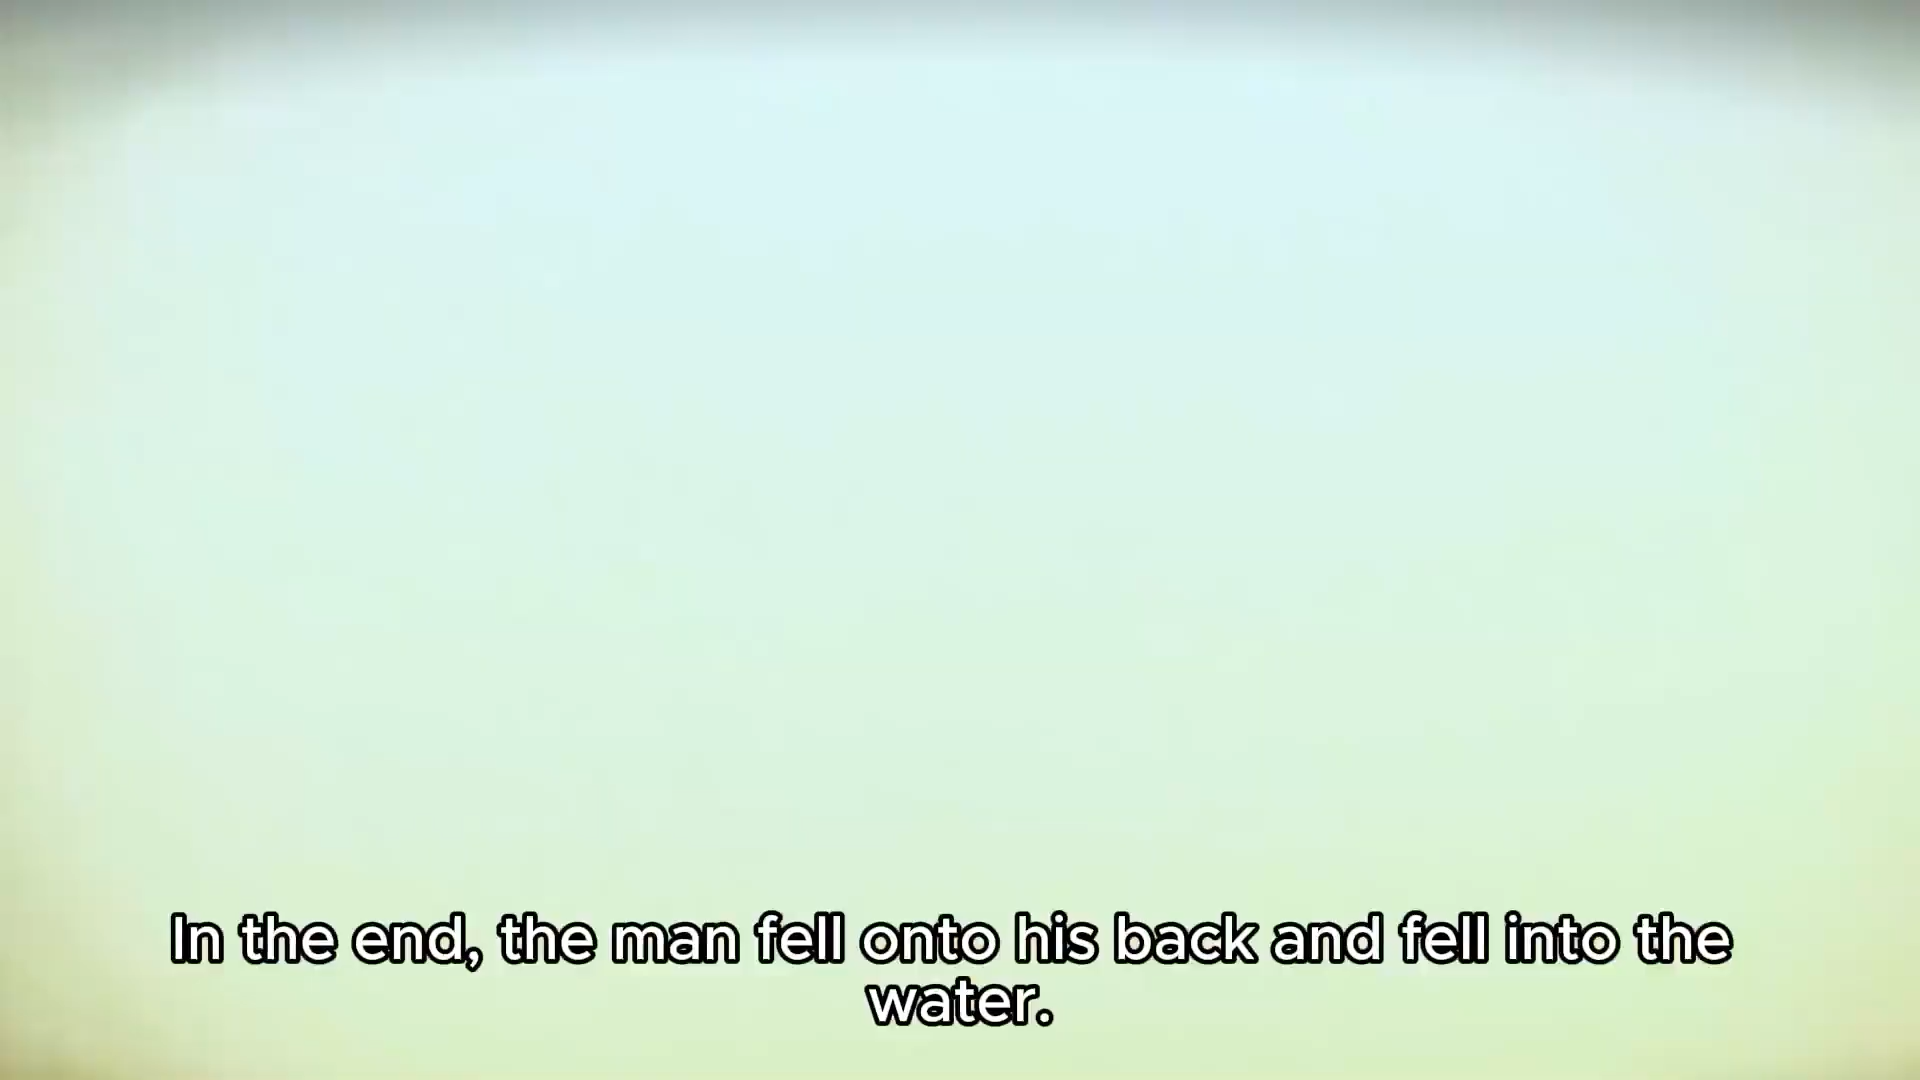 In the end, the man fell onto his back and fell into the
water.